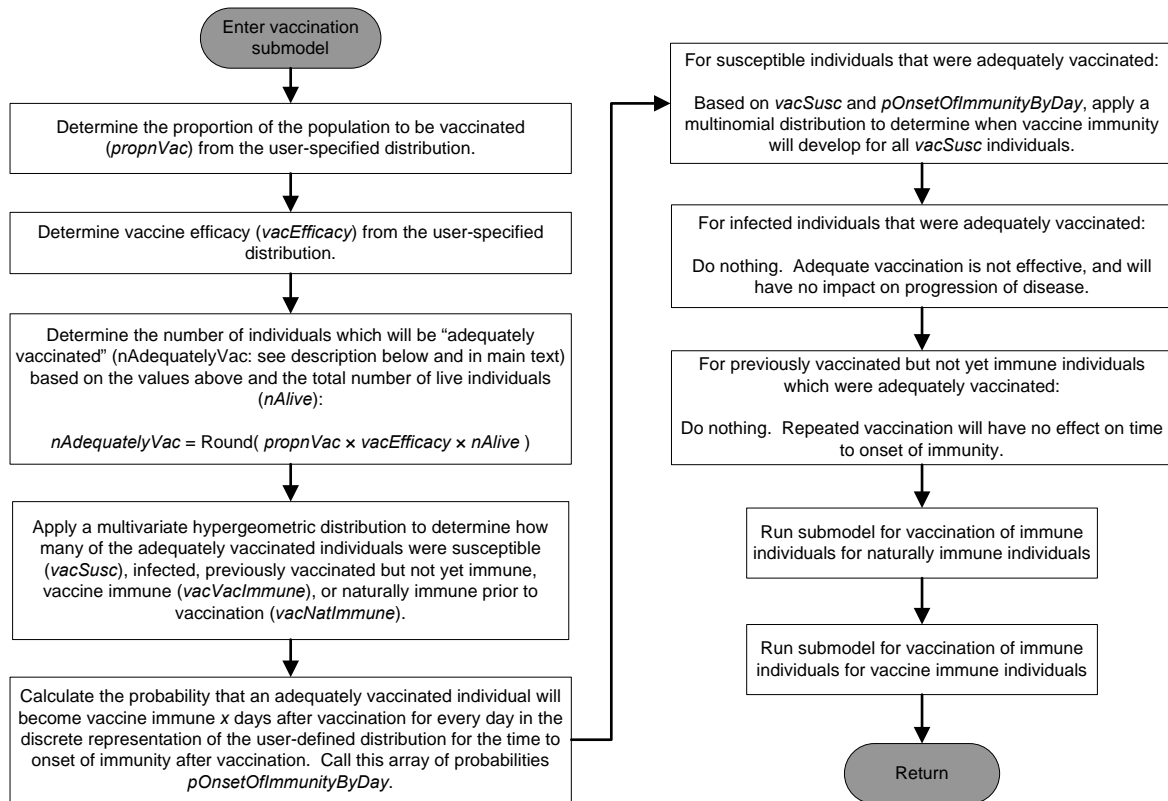 Enter vaccination
submodel
Determine the proportion of the population to be vaccinated
(propnVac) from the user-specified distribution.
Determine vaccine efficacy (vacEfficacy) from the user-specified
distribution.
Determine the number of individuals which will be “adequately
vaccinated” (nAdequatelyVac: see description below and in main text)
based on the values above and the total number of live individuals
(nAlive):
nAdequatelyVac = Round( propnVac × vacEfficacy × nAlive )
Apply a multivariate hypergeometric distribution to determine how
many of the adequately vaccinated individuals were susceptible
(vacSusc), infected, previously vaccinated but not yet immune,
vaccine immune (vacVacImmune), or naturally immune prior to
vaccination (vacNatImmune).
Calculate the probability that an adequately vaccinated individual will
become vaccine immune x days after vaccination for every day in the
discrete representation of the user-defined distribution for the time to
onset of immunity after vaccination. Call this array of probabilities
pOnsetOfImmunityByDay.
For susceptible individuals that were adequately vaccinated:
Based on vacSusc and pOnsetOfImmunityByDay, apply a
multinomial distribution to determine when vaccine immunity
will develop for all vacSusc individuals.
For infected individuals that were adequately vaccinated:
Do nothing. Adequate vaccination is not effective, and will
have no impact on progression of disease.
For previously vaccinated but not yet immune individuals
which were adequately vaccinated:
Do nothing. Repeated vaccination will have no effect on time
to onset of immunity.
Run submodel for vaccination of immune
individuals for naturally immune individuals
Run submodel for vaccination of immune
individuals for vaccine immune individuals
Return